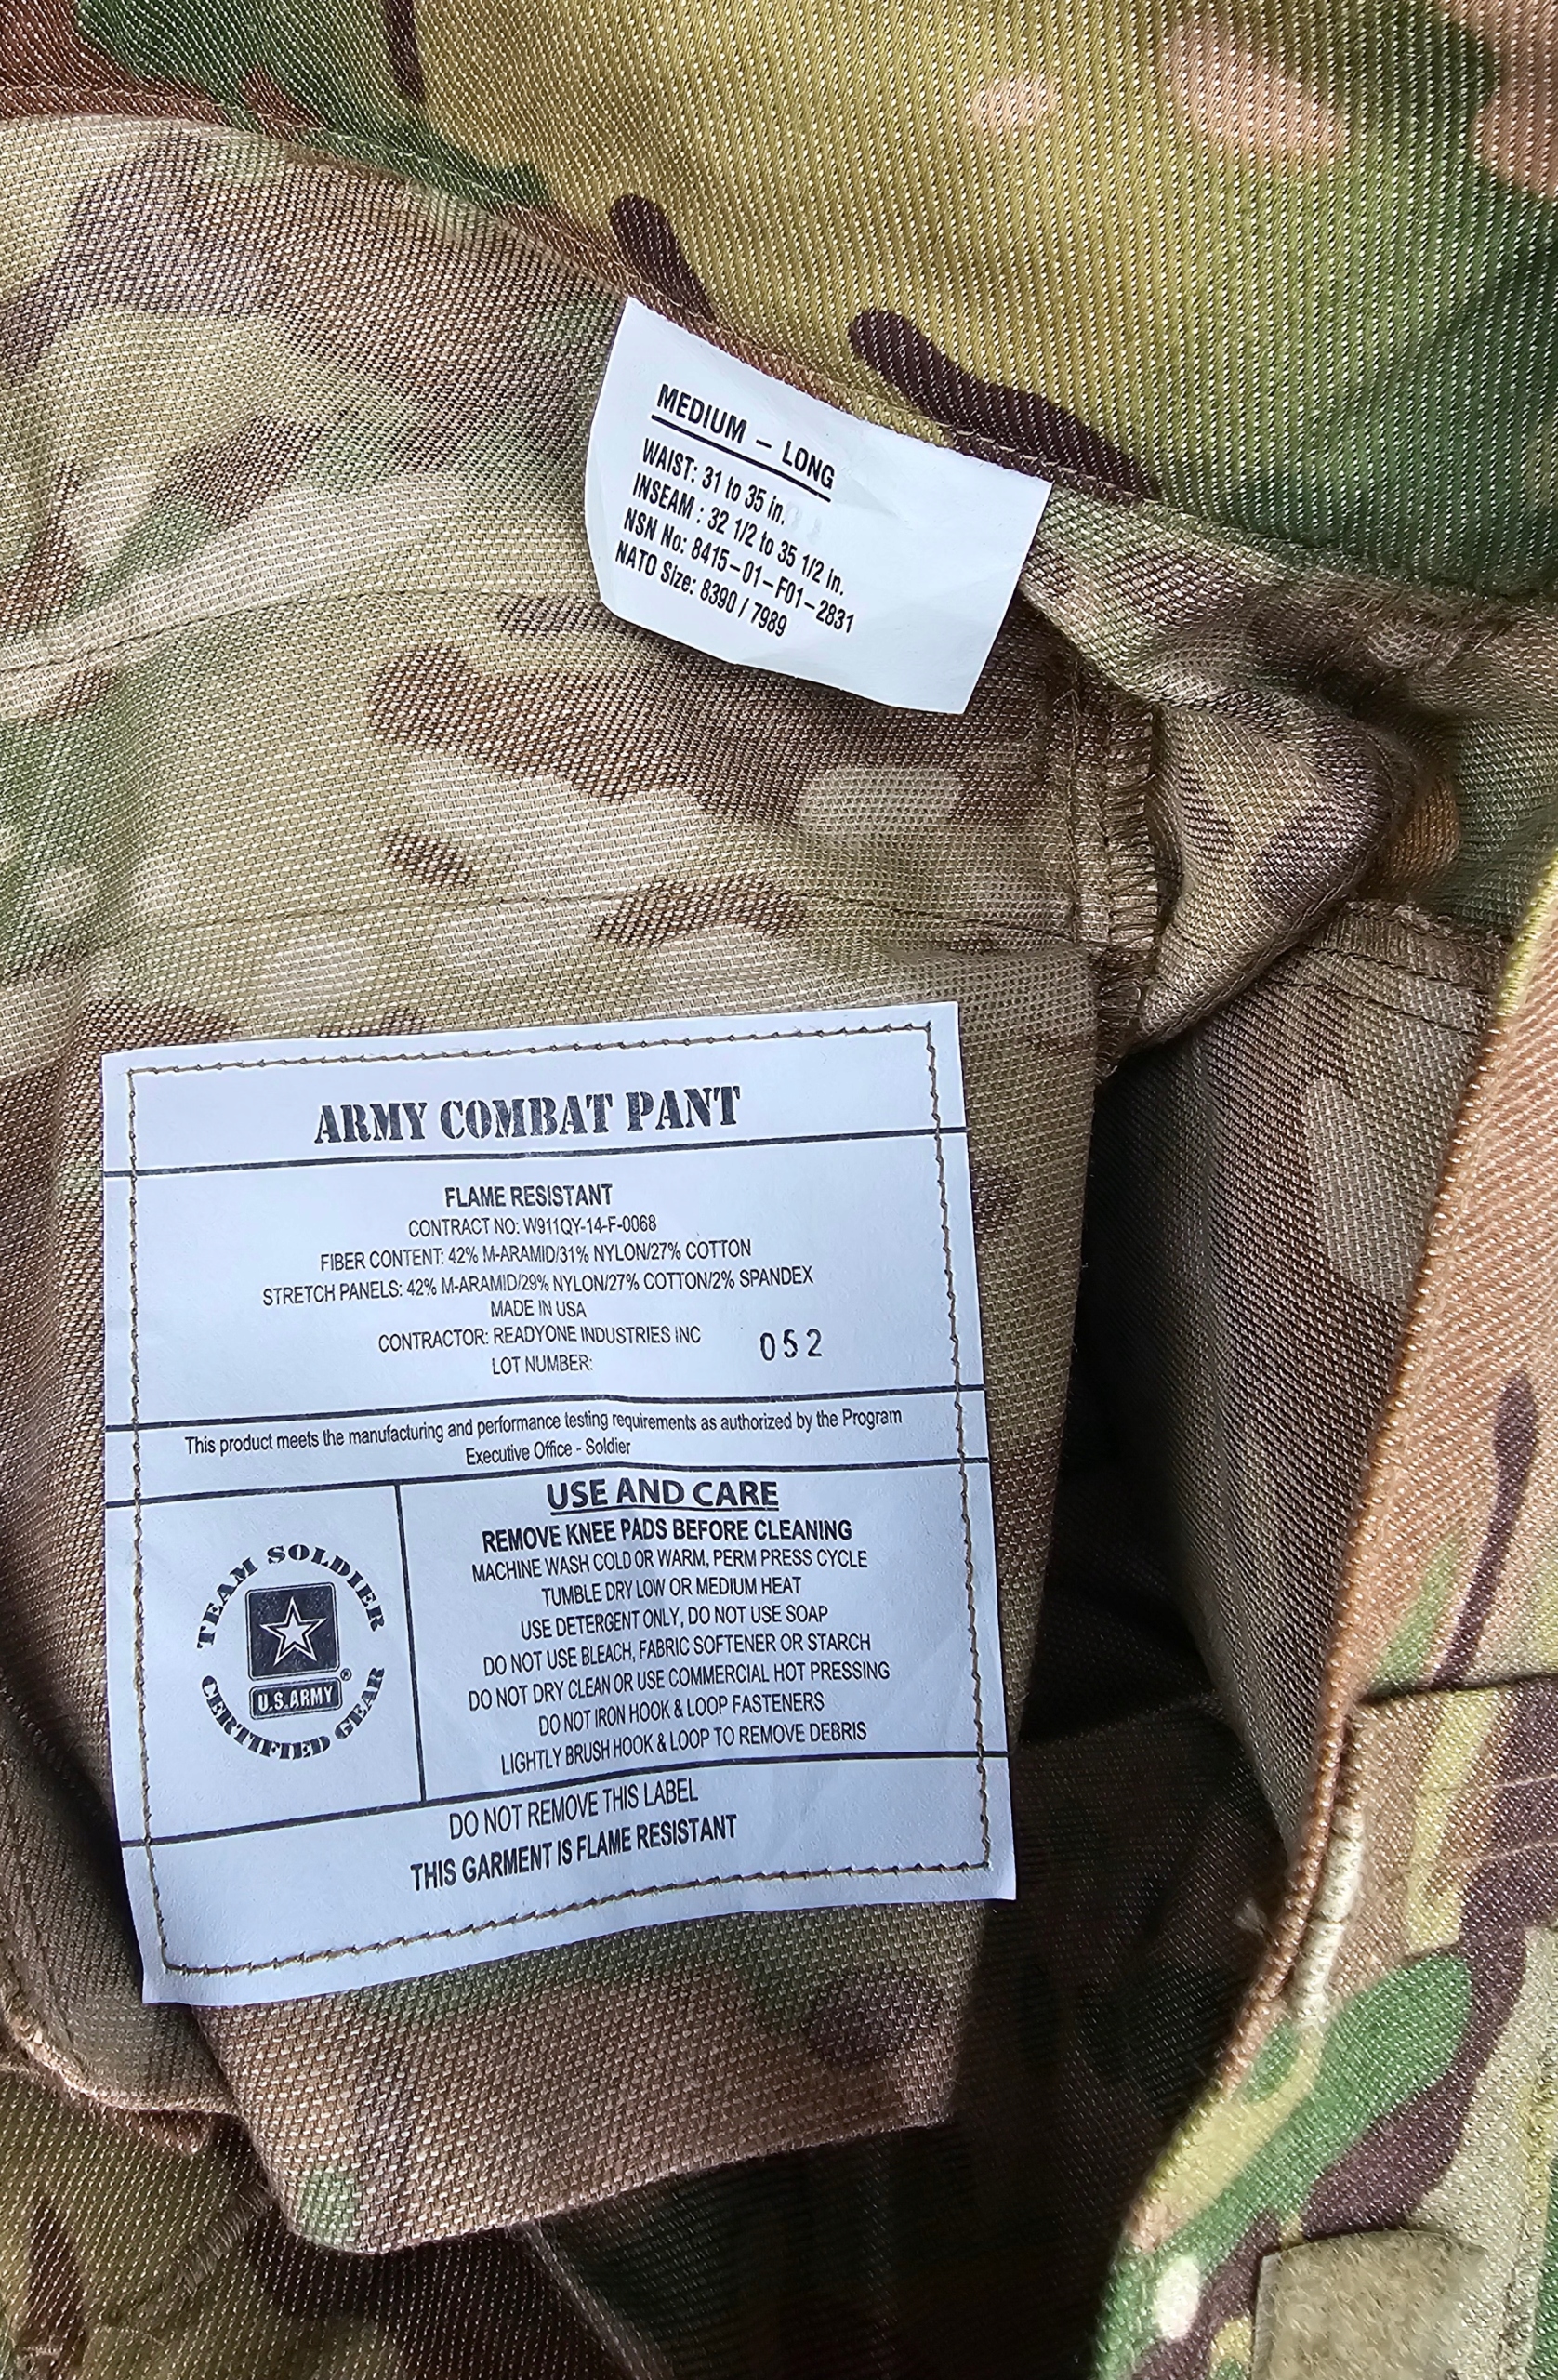 MEDIUM – LONG
WAIST: 31 to 35 in.
INSEAM : 32 1/2 to 35 1/2 in.
NSN No: 8415–01–F01–2831
NATO Size: 8390 / 7989
ARMY COMBAT PANT
FLAME RESISTANT
CONTRACT NO: W911QY-14-F-0068
FIBER CONTENT: 42% M-ARAMID/31% NYLON/27% COTTON
STRETCH PANELS: 42% M-ARAMID/29% NYLON/27% COTTON/2% SPANDEX
MADE IN USA
CONTRACTOR: READYONE INDUSTRIES INC
LOT NUMBER: 052
This product meets the manufacturing and performance testing requirements as authorized by the Program
Executive Office - Soldier
TEAM SOLDIER
U.S.ARMY®
CERTIFIED GEAR
USE AND CARE
REMOVE KNEE PADS BEFORE CLEANING
MACHINE WASH COLD OR WARM, PERM PRESS CYCLE
TUMBLE DRY LOW OR MEDIUM HEAT
USE DETERGENT ONLY, DO NOT USE SOAP
DO NOT USE BLEACH, FABRIC SOFTENER OR STARCH
DO NOT DRY CLEAN OR USE COMMERCIAL HOT PRESSING
DO NOT IRON HOOK & LOOP FASTENERS
LIGHTLY BRUSH HOOK & LOOP TO REMOVE DEBRIS
DO NOT REMOVE THIS LABEL
THIS GARMENT IS FLAME RESISTANT